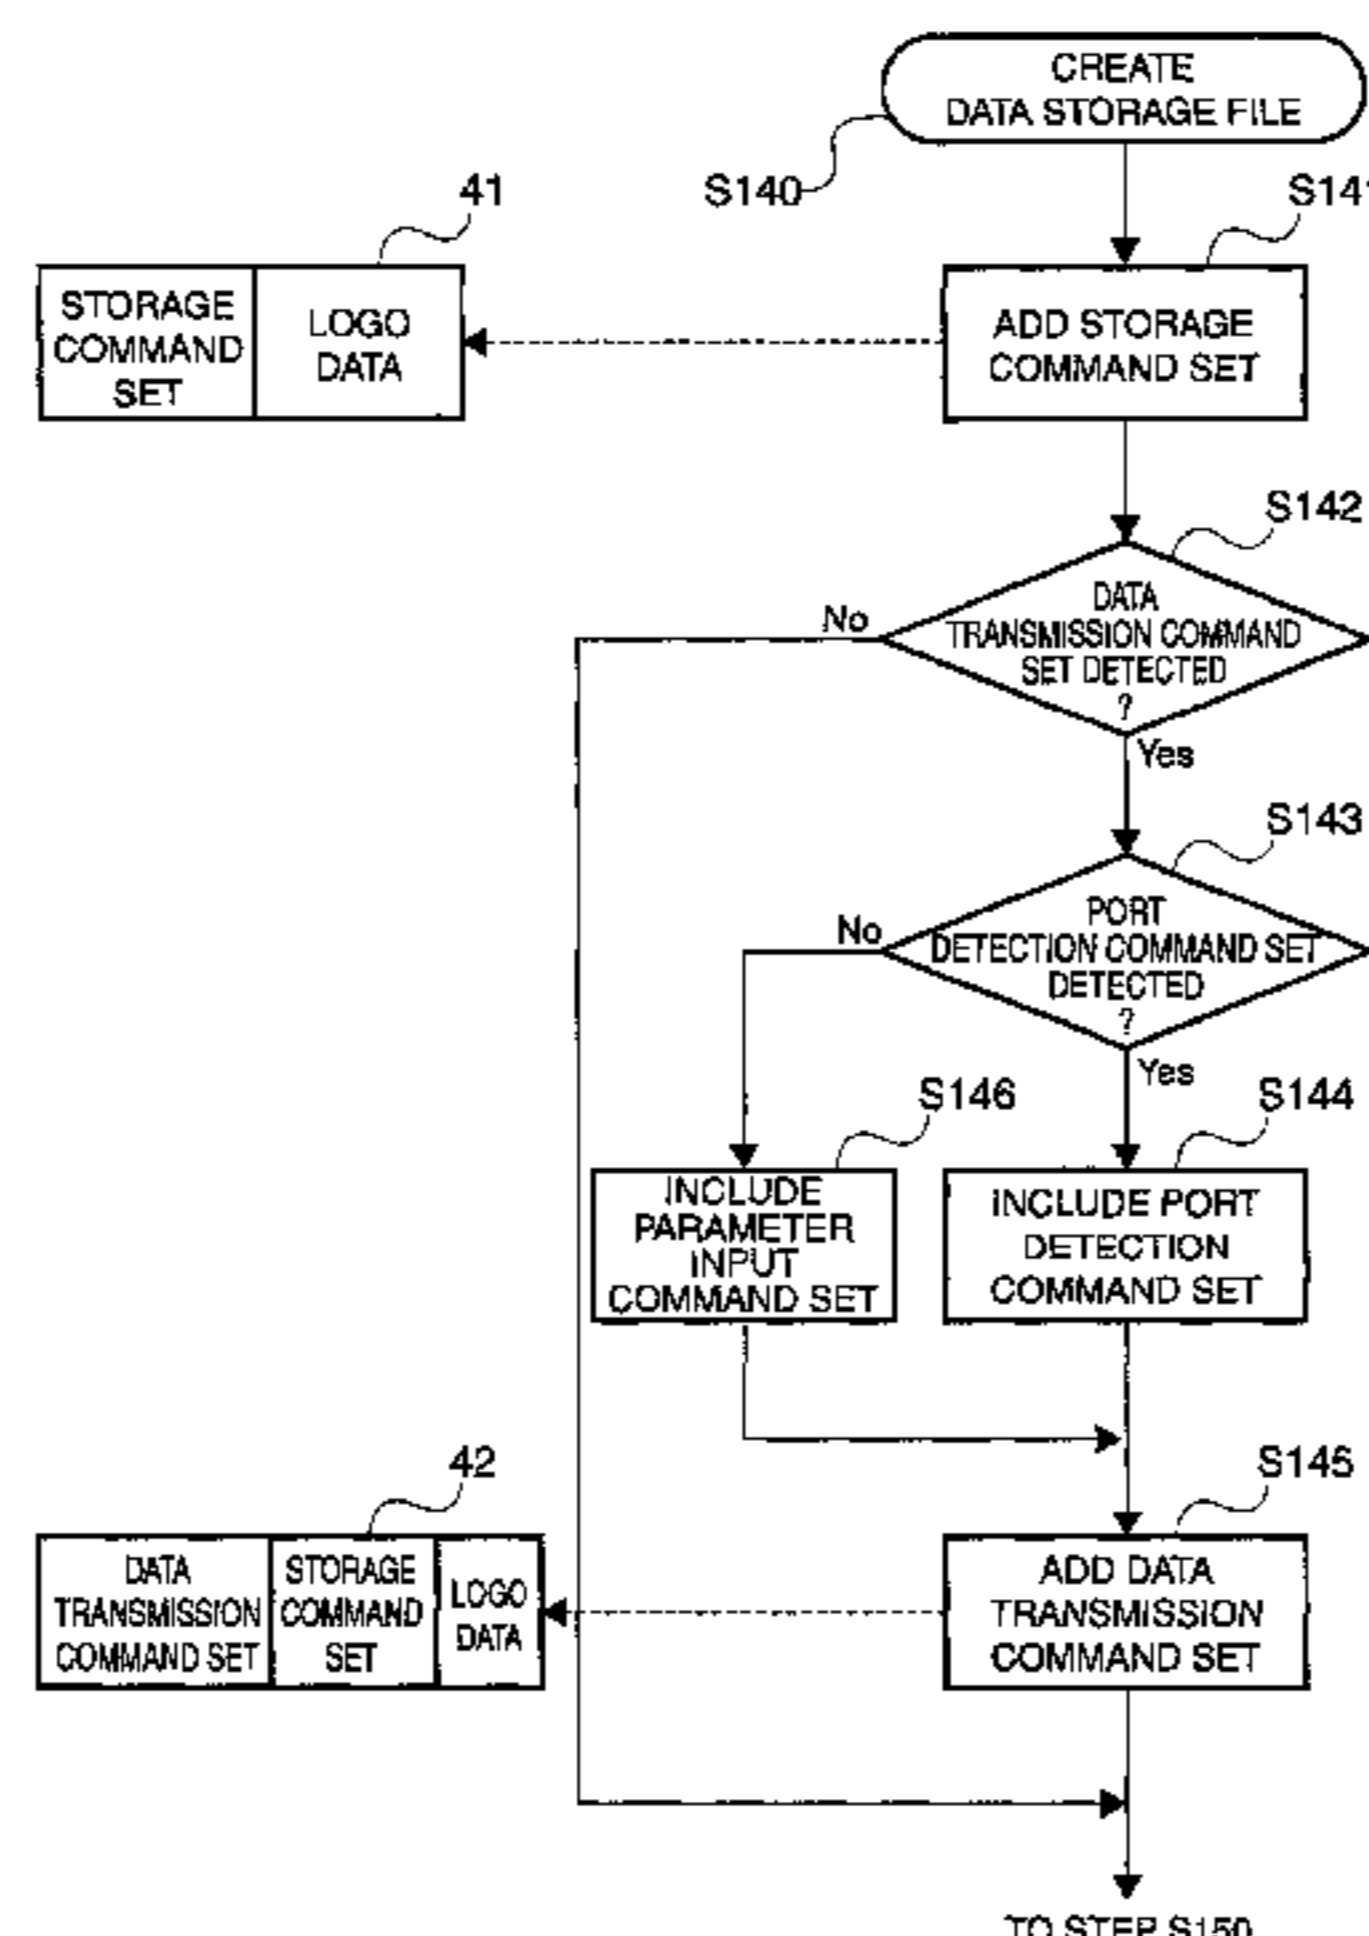 CREATE
DATA STORAGE FILE
S140
41
S141
STORAGE
COMMAND
SET
LOGO
DATA
ADD STORAGE
COMMAND SET
S142
DATA
TRANSMISSION COMMAND
SET DETECTED
?
No
Yes
S143
PORT
DETECTION COMMAND SET
DETECTED
?
No
Yes
S146
S144
INCLUDE
PARAMETER
INPUT
COMMAND SET
INCLUDE PORT
DETECTION
COMMAND SET
42
S145
DATA
TRANSMISSION
COMMAND SET
STORAGE
COMMAND
SET
LOGO
DATA
ADD DATA
TRANSMISSION
COMMAND SET
TO STEP S150